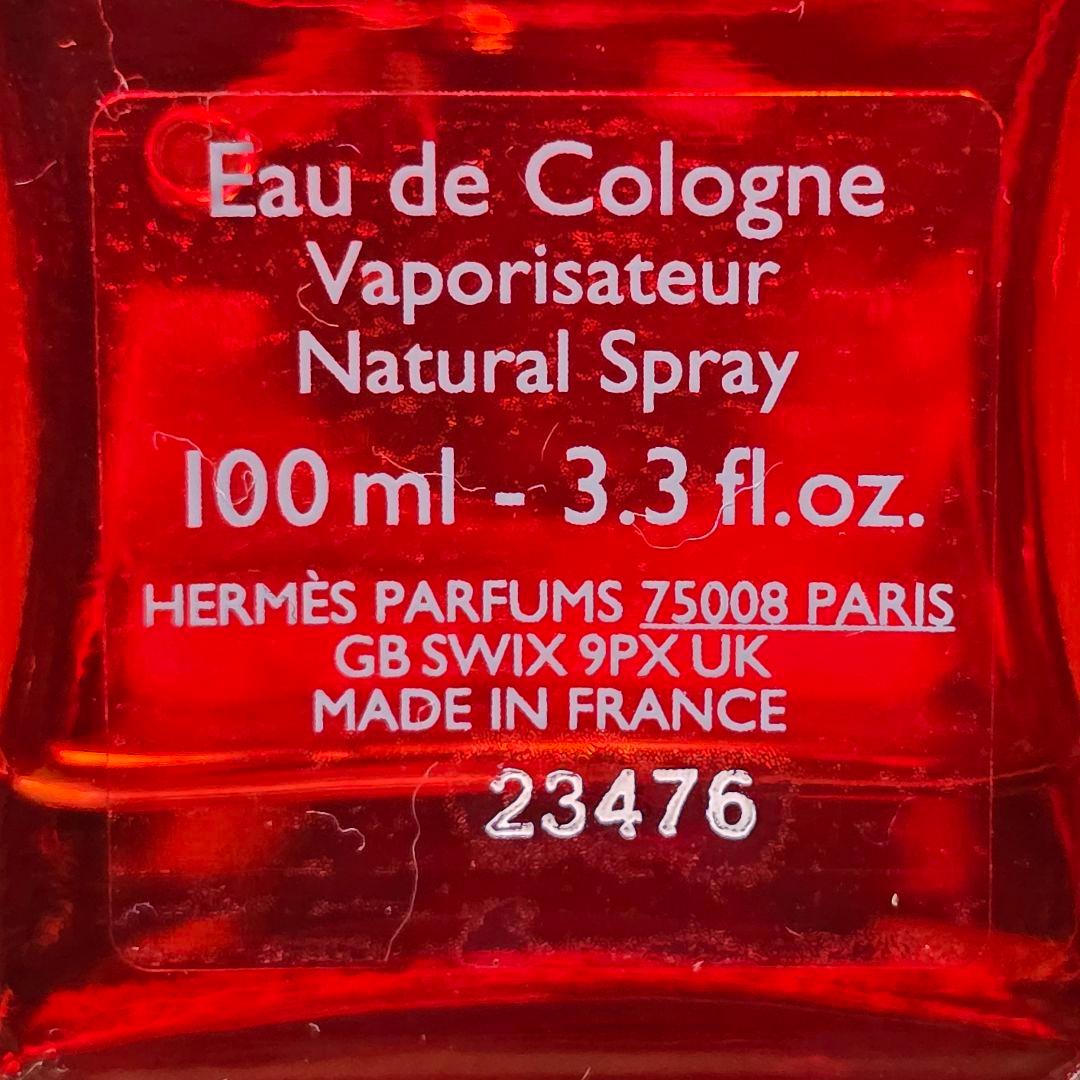 Eau de Cologne
Vaporisateur
Natural Spray
100 ml - 3.3 fl.oz.
HERMÈS PARFUMS 75008 PARIS
GB SWIX 9PX UK
MADE IN FRANCE
23476